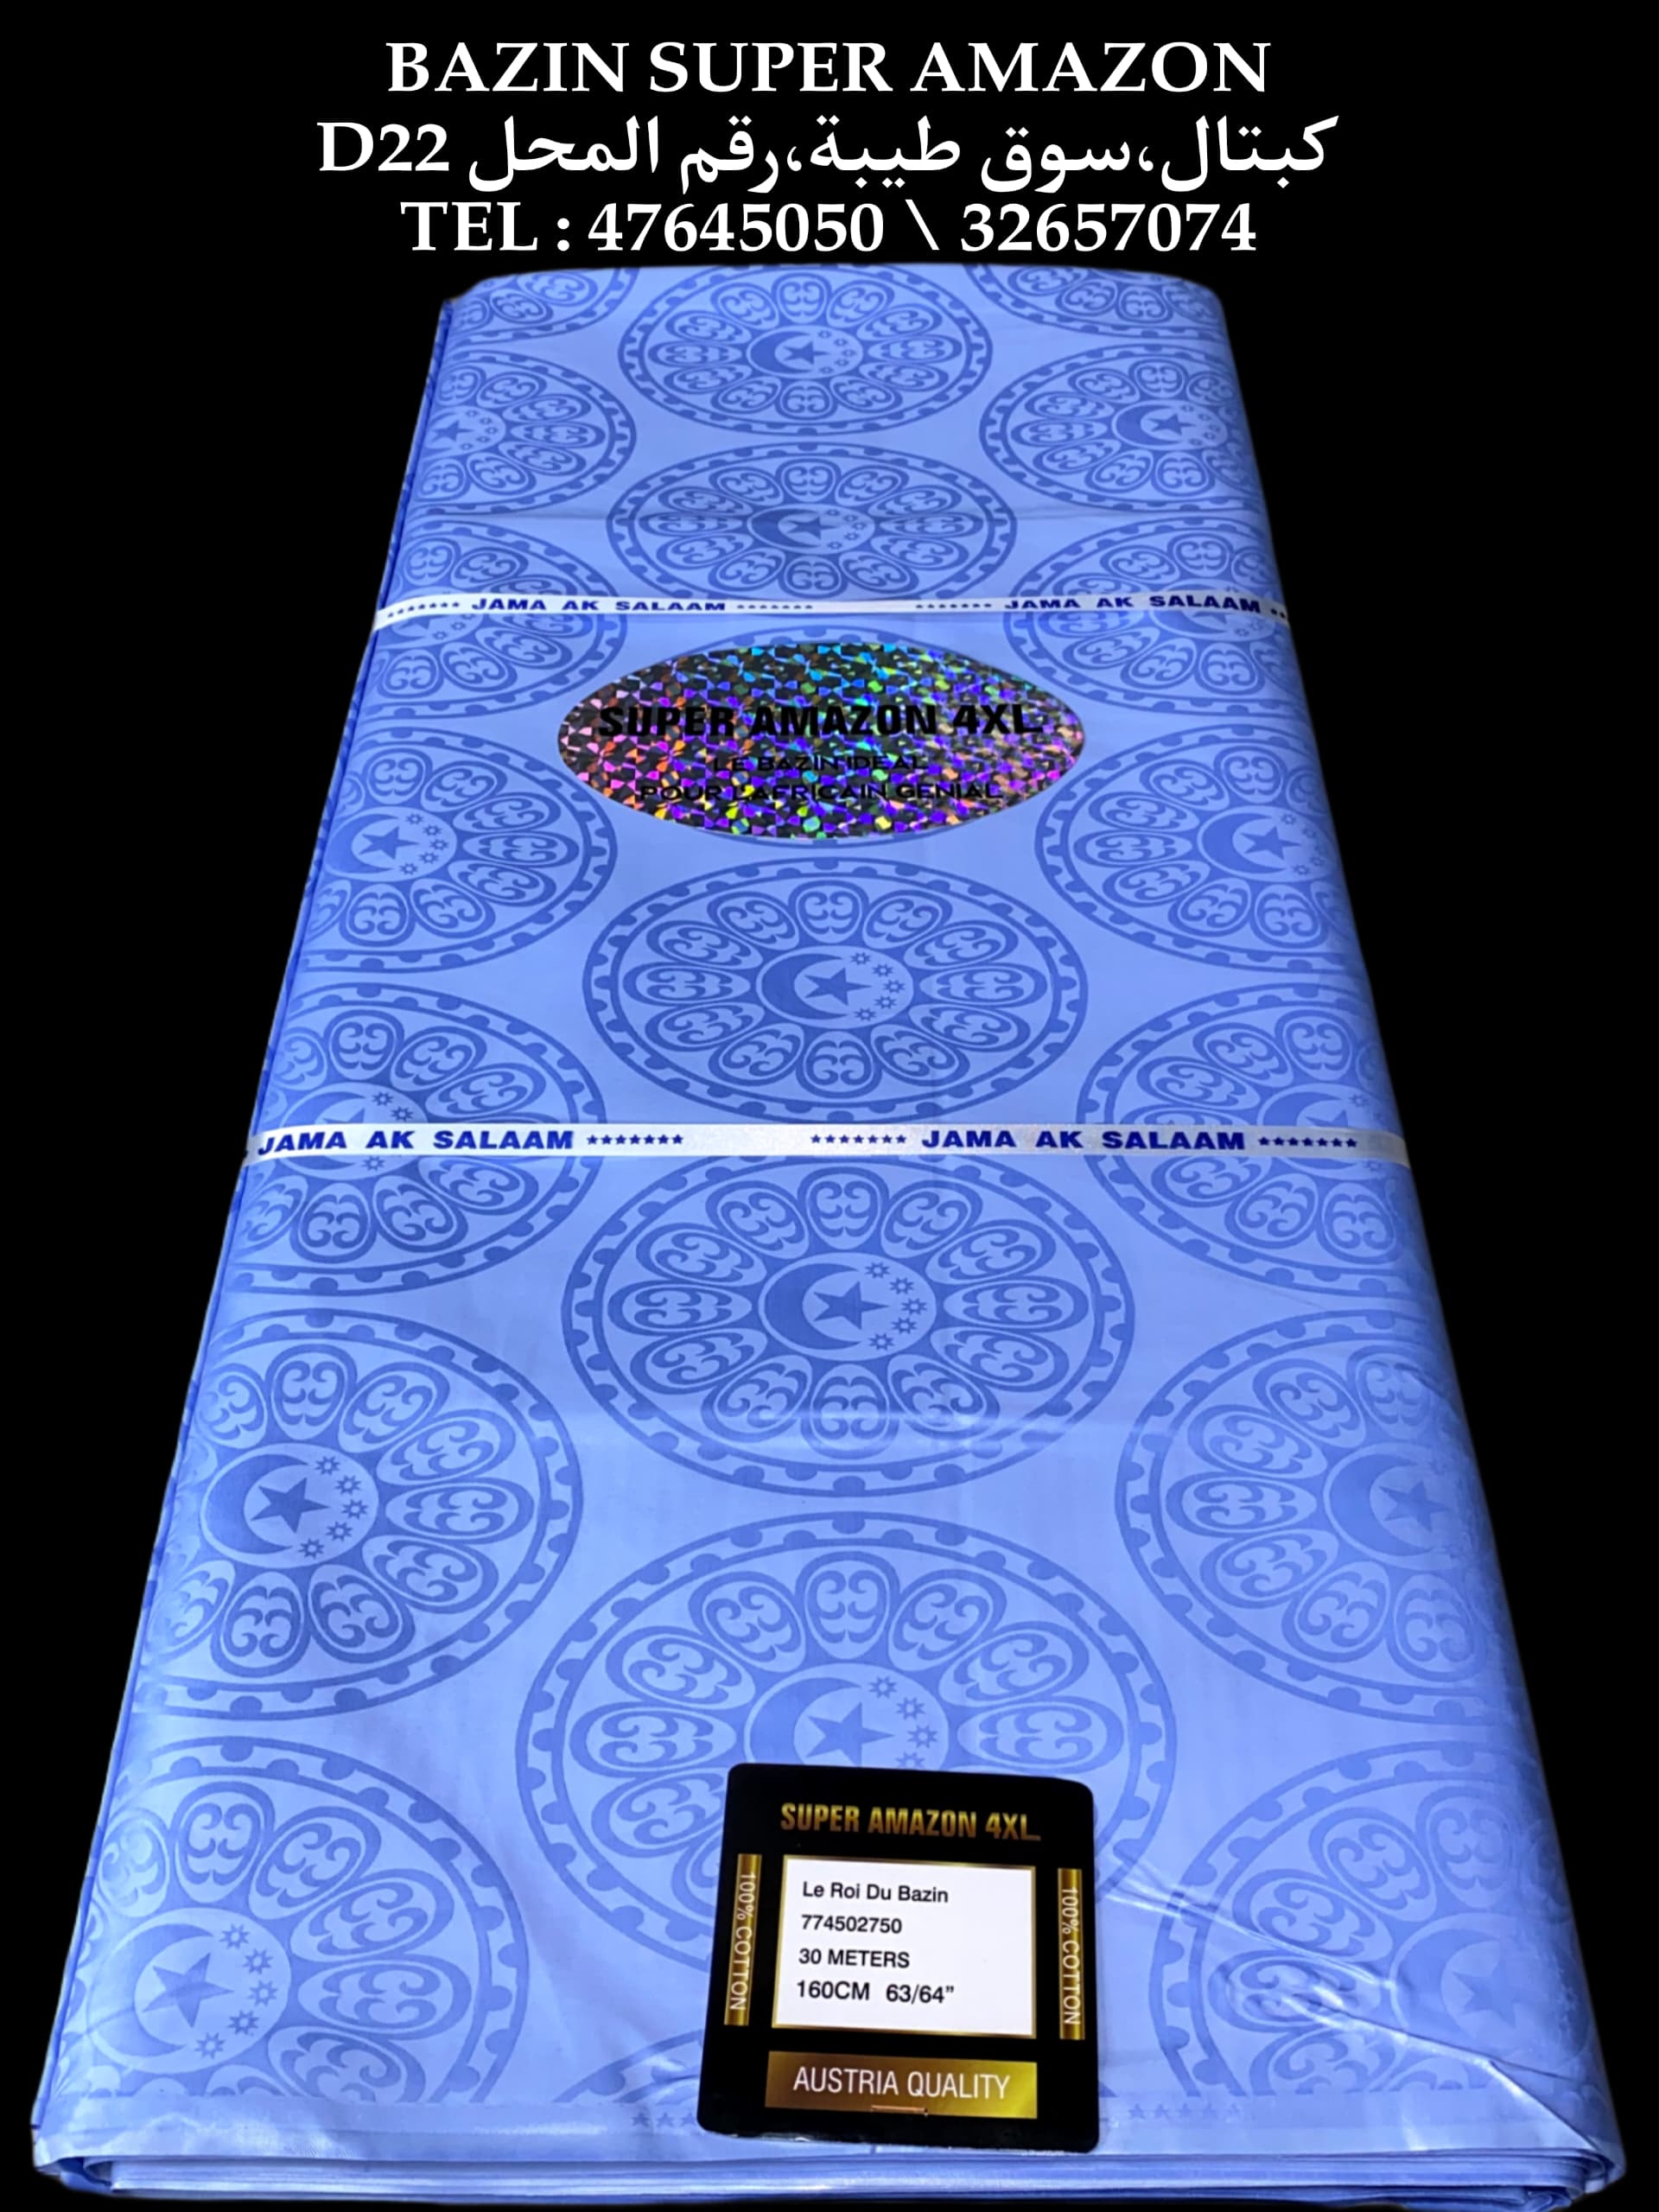 BAZIN SUPER AMAZON
كبتال،سوق طيبة،رقم المحل D22
TEL : 47645050 \ 32657074
******* JAMA AK SALAAM ******* ******* JAMA AK SALAAM
SUPER AMAZON 4XL
LE BAZIN IDEAL
POUR L'AFRICAIN GENIAL
JAMA AK SALAAM ******* ******* JAMA AK SALAAM *******
SUPER AMAZON 4XL
100% COTTON
Le Roi Du Bazin
774502750
30 METERS
160CM 63/64”
100% COTTON
AUSTRIA QUALITY